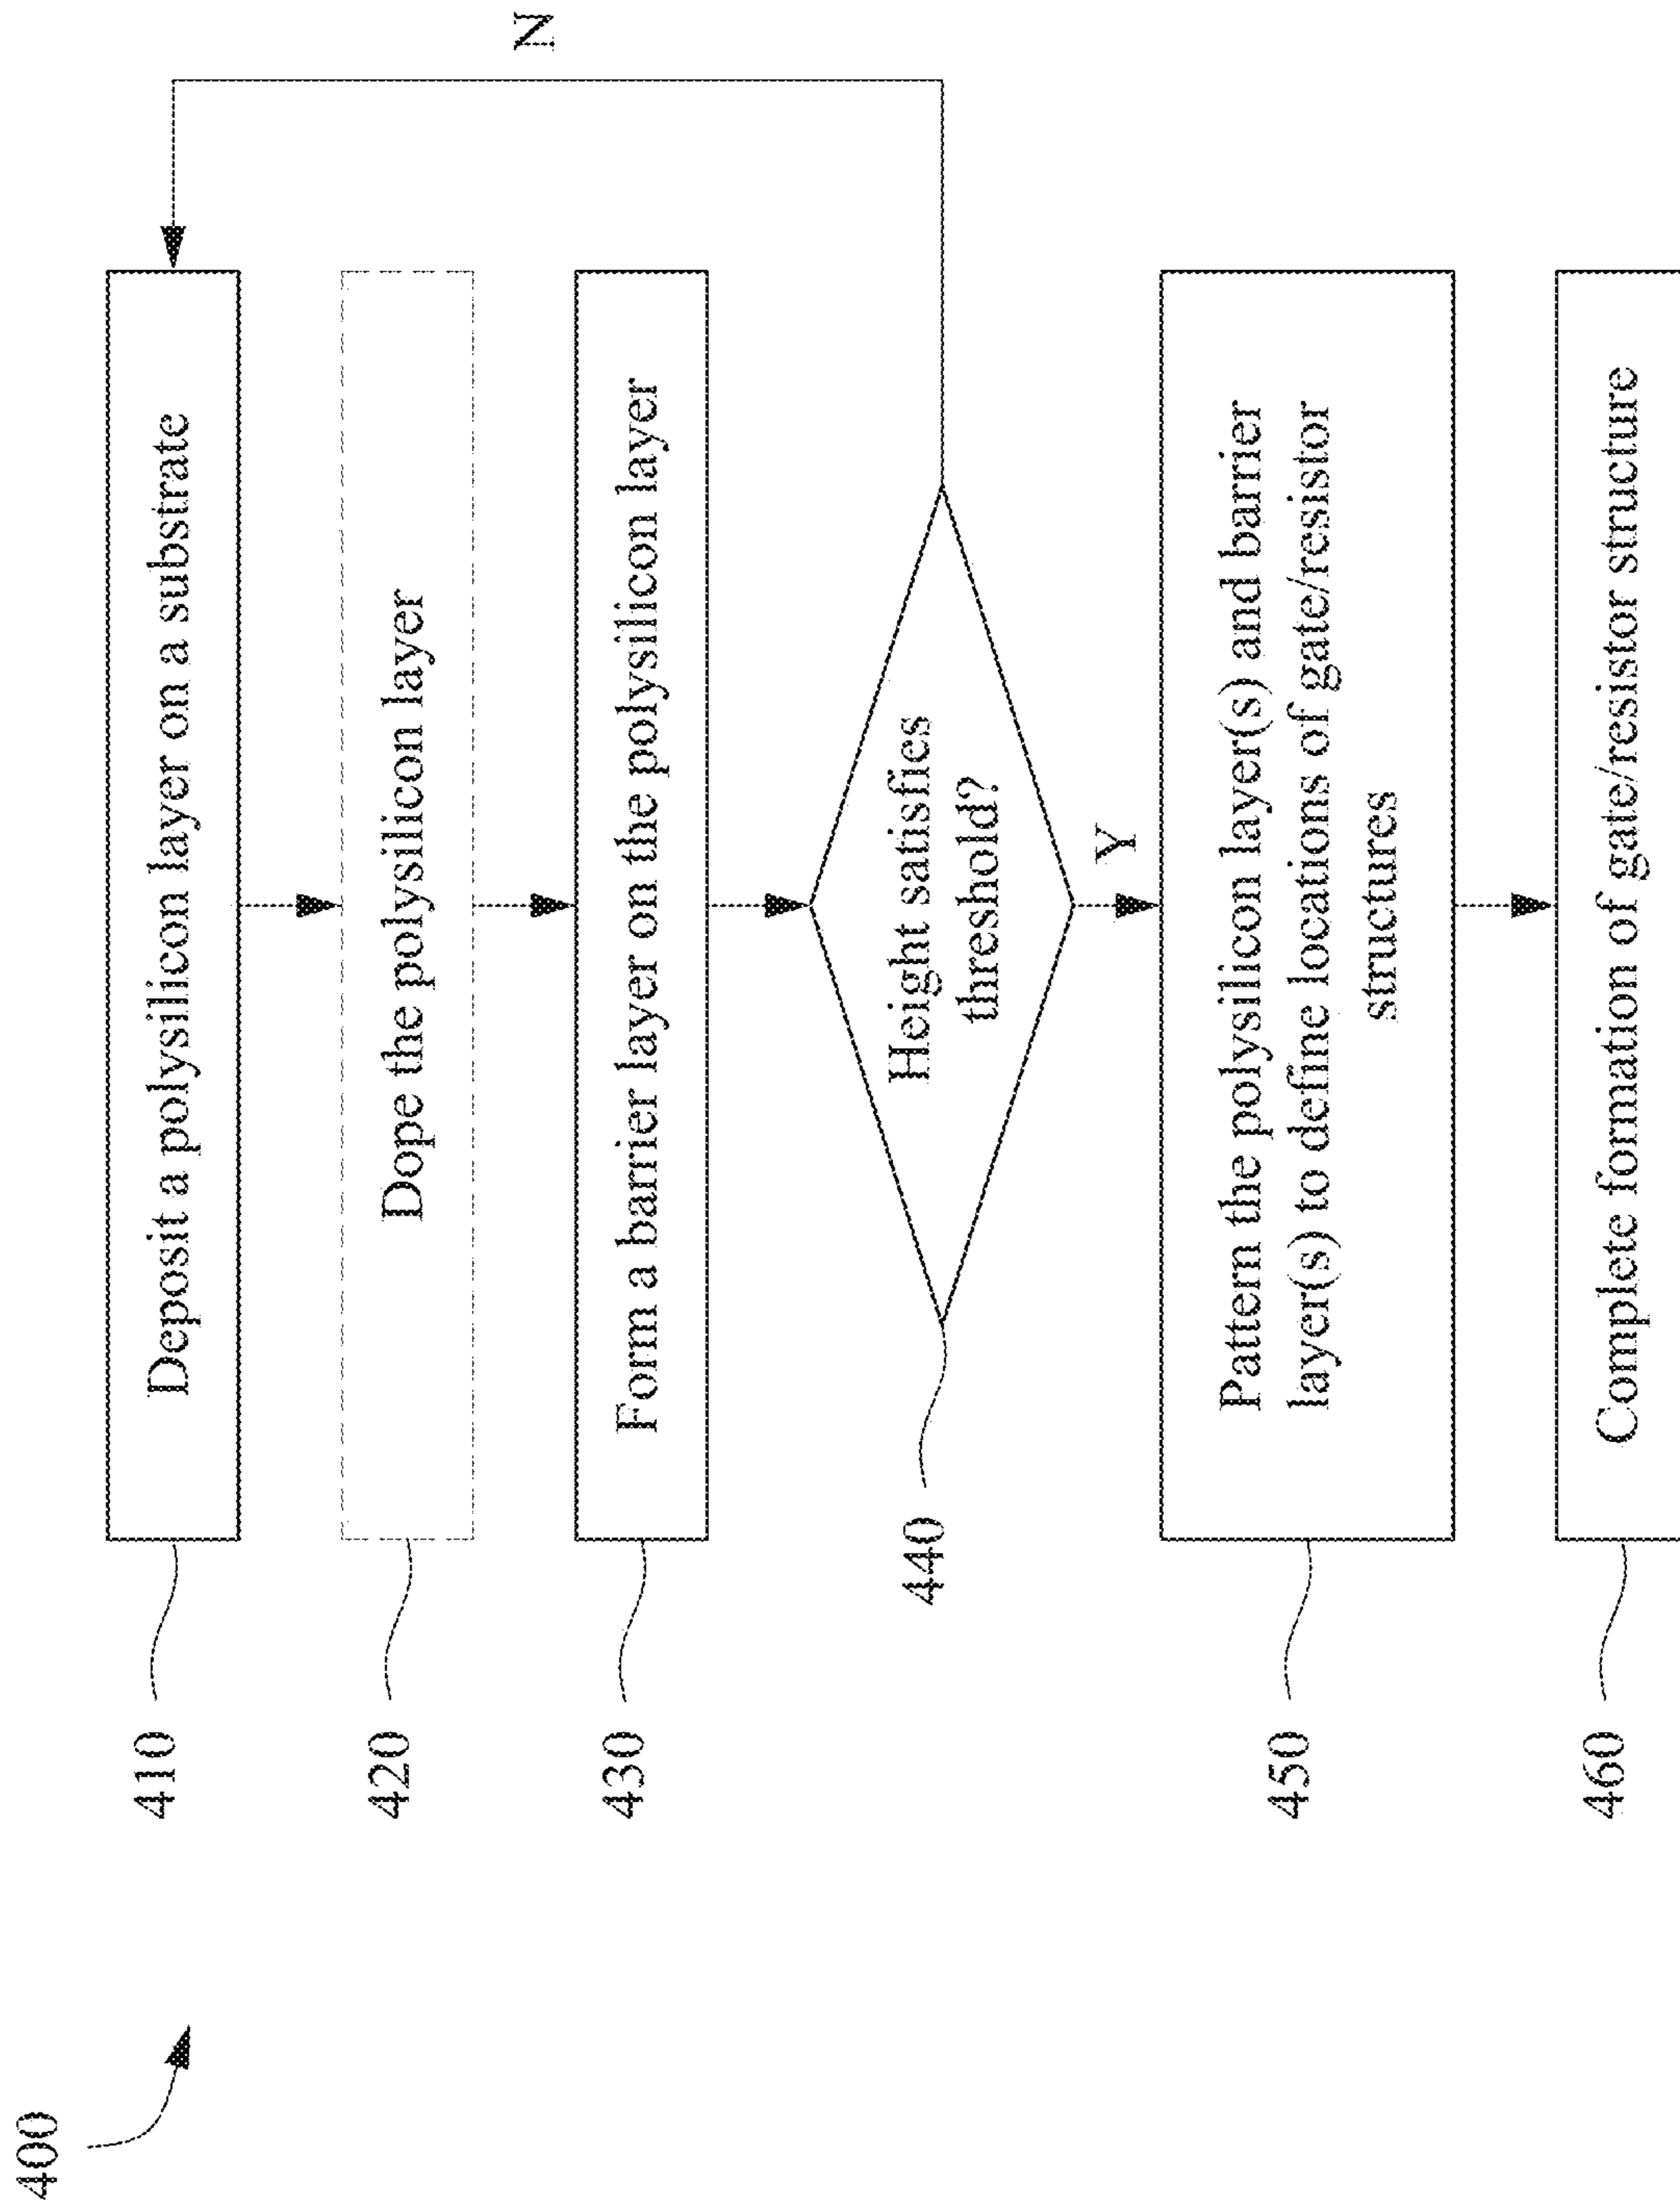 400
410
Deposit a polysilicon layer on a substrate
420
Dope the polysilicon layer
430
Form a barrier layer on the polysilicon layer
N
440
Height satisfies
threshold?
Y
450
Pattern the polysilicon layer(s) and barrier
layer(s) to define locations of gate/resistor
structures
460
Complete formation of gate/resistor structure